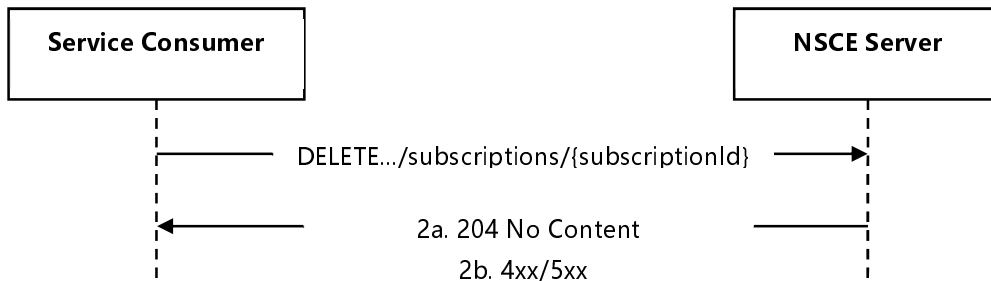 Service Consumer
NSCE Server
DELETE.../subscriptions/{subscriptionId}
2a. 204 No Content
2b. 4xx/5xx